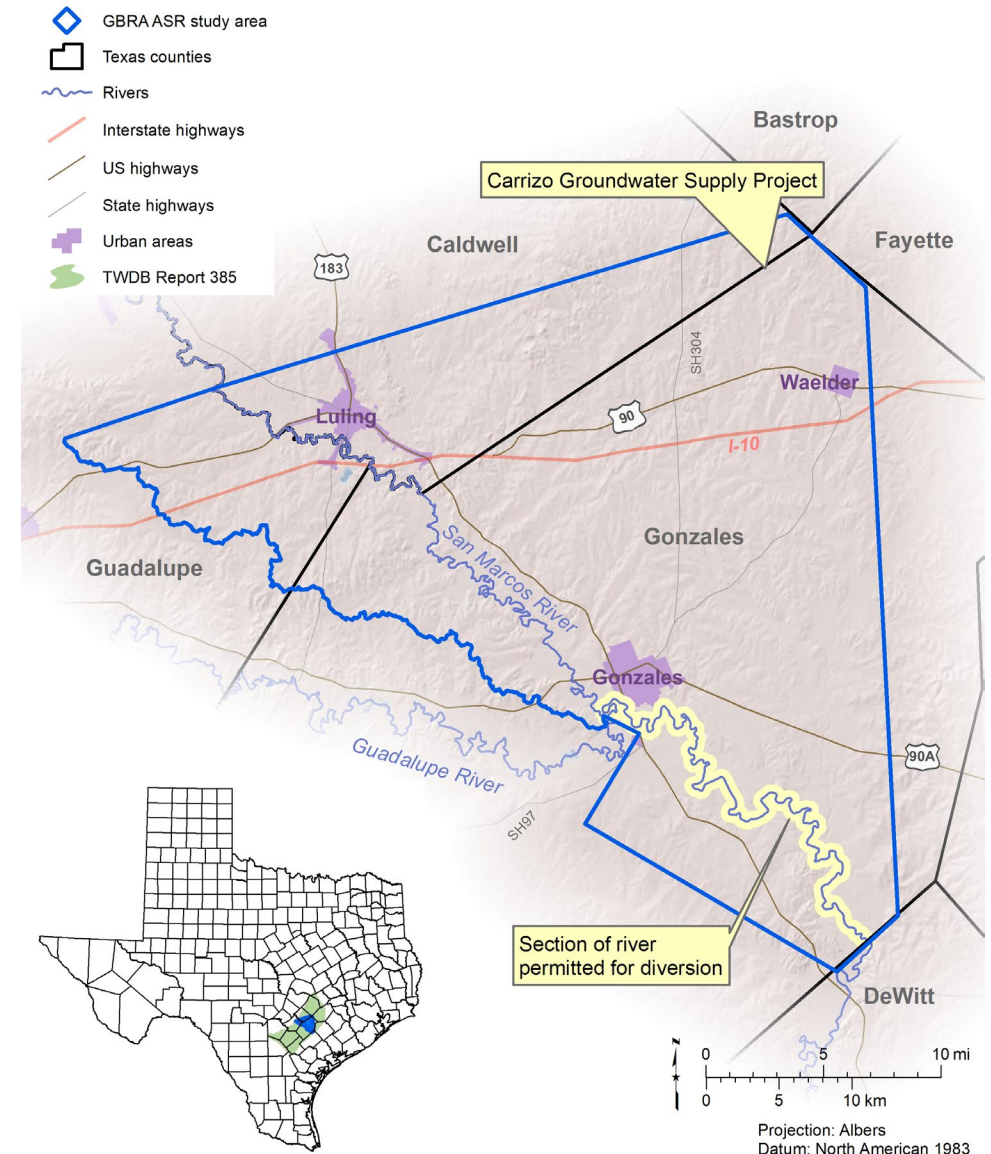 GBRA ASR study area
Texas counties
Rivers
Interstate highways
US highways
State highways
Urban areas
TWDB Report 385
Bastrop
Carrizo Groundwater Supply Project
Caldwell
Fayette
183
SH304
Waelder
Luling
90
I-10
Gonzales
Guadalupe
San Marcos River
Gonzales
Guadalupe River
90A
SH97
Section of river
permitted for diversion
DeWitt
N
0 5 10 mi
0 5 10 km
Projection: Albers
Datum: North American 1983